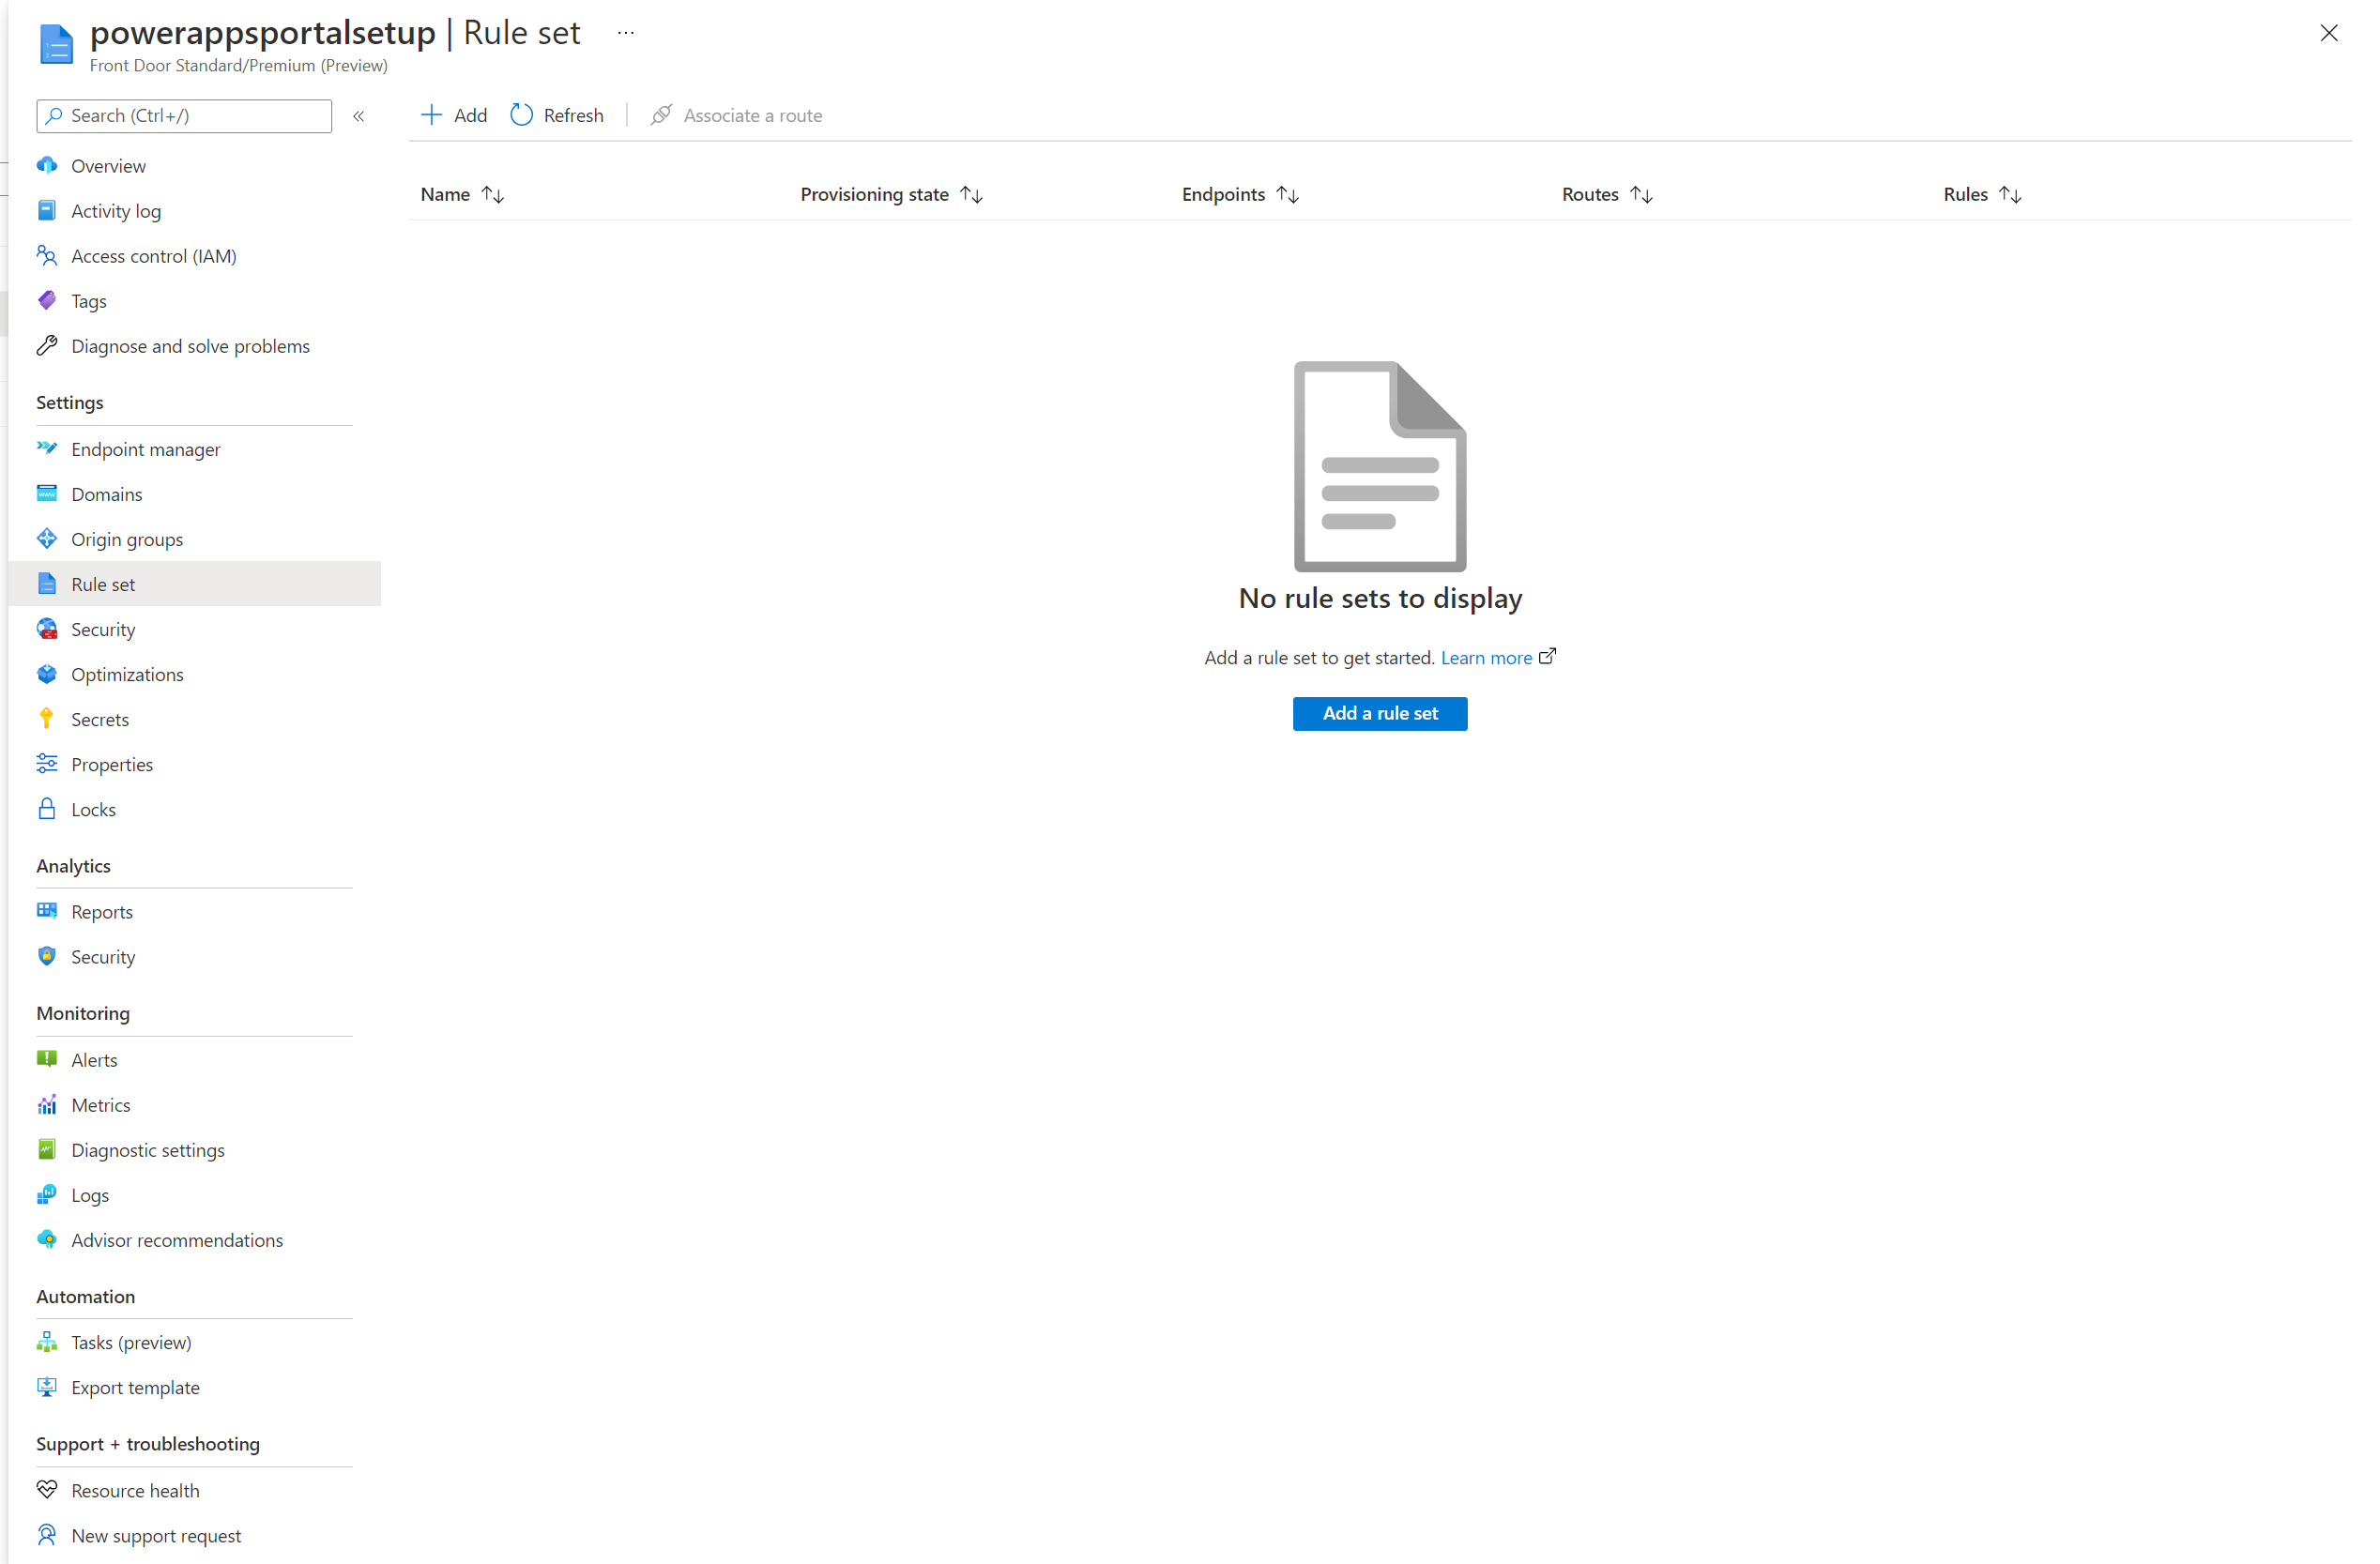 powerappsportalsetup | Rule set ...
Front Door Standard/Premium (Preview)
Search (Ctrl+/)
«
Add
Refresh
Associate a route
Overview
Activity log
Access control (IAM)
Tags
Diagnose and solve problems
Settings
Endpoint manager
Domains
Origin groups
Rule set
Security
Optimizations
Secrets
Properties
Locks
Analytics
Reports
Security
Monitoring
Alerts
Metrics
Diagnostic settings
Logs
Advisor recommendations
Automation
Tasks (preview)
Export template
Support + troubleshooting
Resource health
New support request
Name
Provisioning state
Endpoints
Routes
Rules
No rule sets to display
Add a rule set to get started. Learn more
Add a rule set